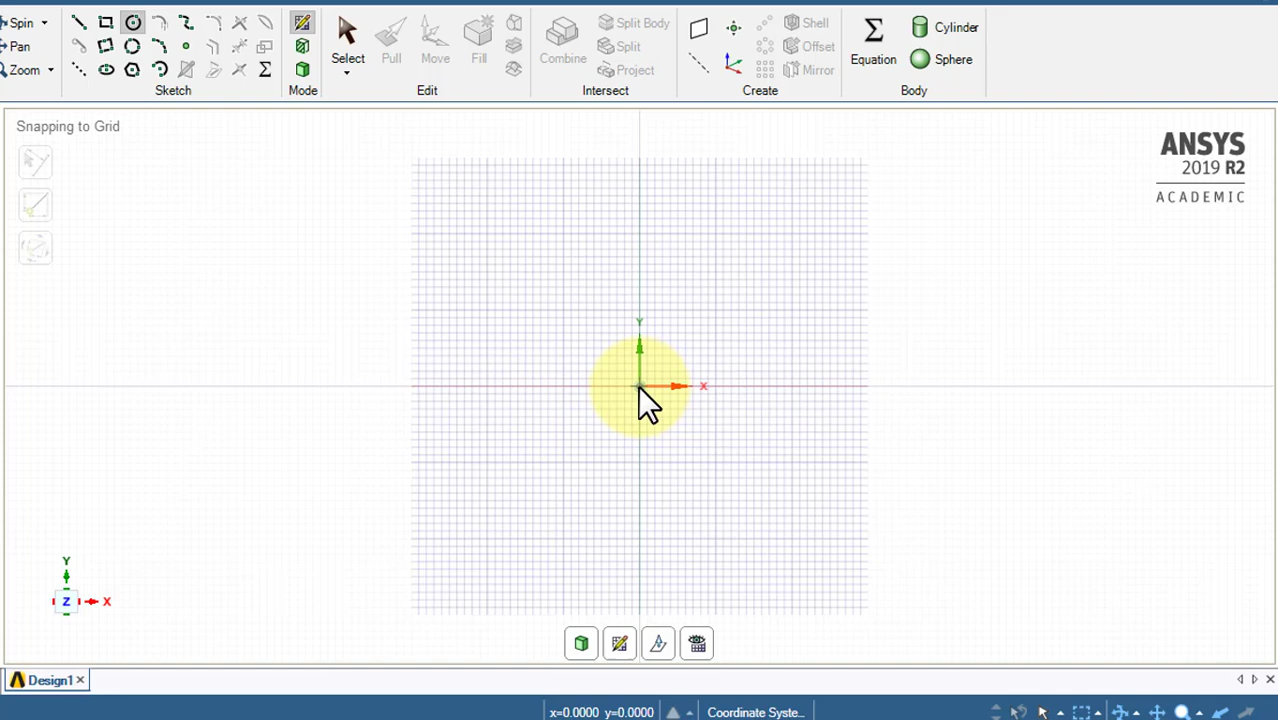 Spin
Pan
Zoom
Sketch
Mode
Select
Pull
Move
Fill
Edit
Combine
Split Body
Split
Project
Intersect
Shell
Offset
Mirror
Create
Equation
Cylinder
Sphere
Body
Snapping to Grid
ANSYS
2019 R2
ACADEMIC
Y
X
Y
Z
X
Design1
x=0.0000 y=0.0000
Coordinate Syste...